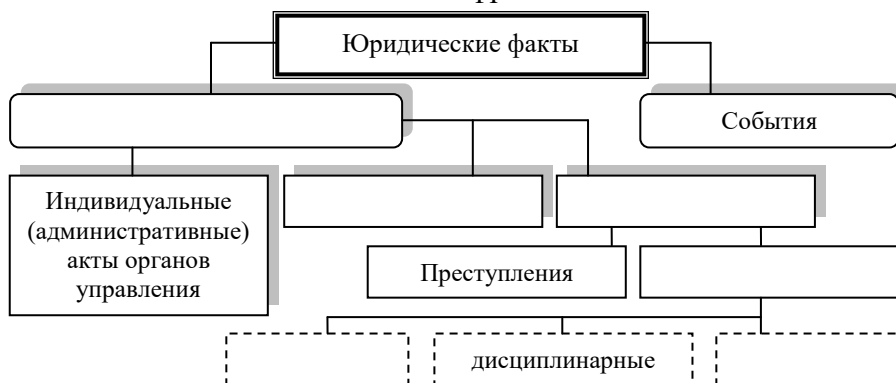 Юридические факты
События
Индивидуальные
(административные)
акты органов
управления
Преступления
дисциплинарные